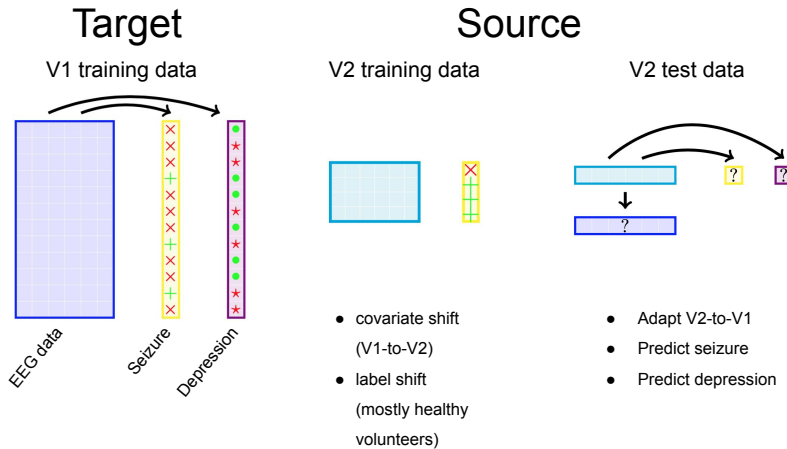 Target
Source
V1 training data
V2 training data
V2 test data
?
?
?
EEG data
Seizure
Depression
● covariate shift
(V1-to-V2)
● label shift
(mostly healthy
volunteers)
● Adapt V2-to-V1
● Predict seizure
● Predict depression